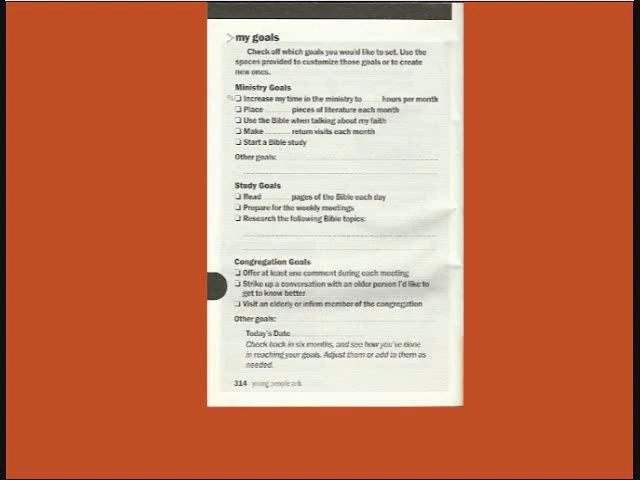 my goals
Check off which goals you would like to set. Use the
spaces provided to customize those goals or to create
new ones.
Ministry Goals
Increase my time in the ministry to hours per month
Place pieces of literature each month
Use the Bible when talking about my faith
Make return visits each month
Start a Bible study
Other goals:
Study Goals
Read pages of the Bible each day
Prepare for the weekly meetings
Research the following Bible topics:
Congregation Goals
Offer at least one comment during each meeting
Strike up a conversation with an older person I'd like to
get to know better
Visit an elderly or infirm member of the congregation
Other goals:
Today's Date
Check back in six months, and see how you've done
in reaching your goals. Adjust them or add to them as
needed.
314 young people ask